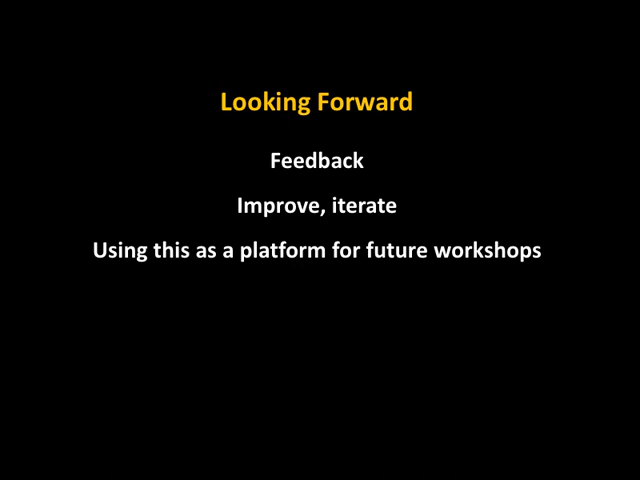 Looking Forward
Feedback
Improve, iterate
Using this as a platform for future workshops